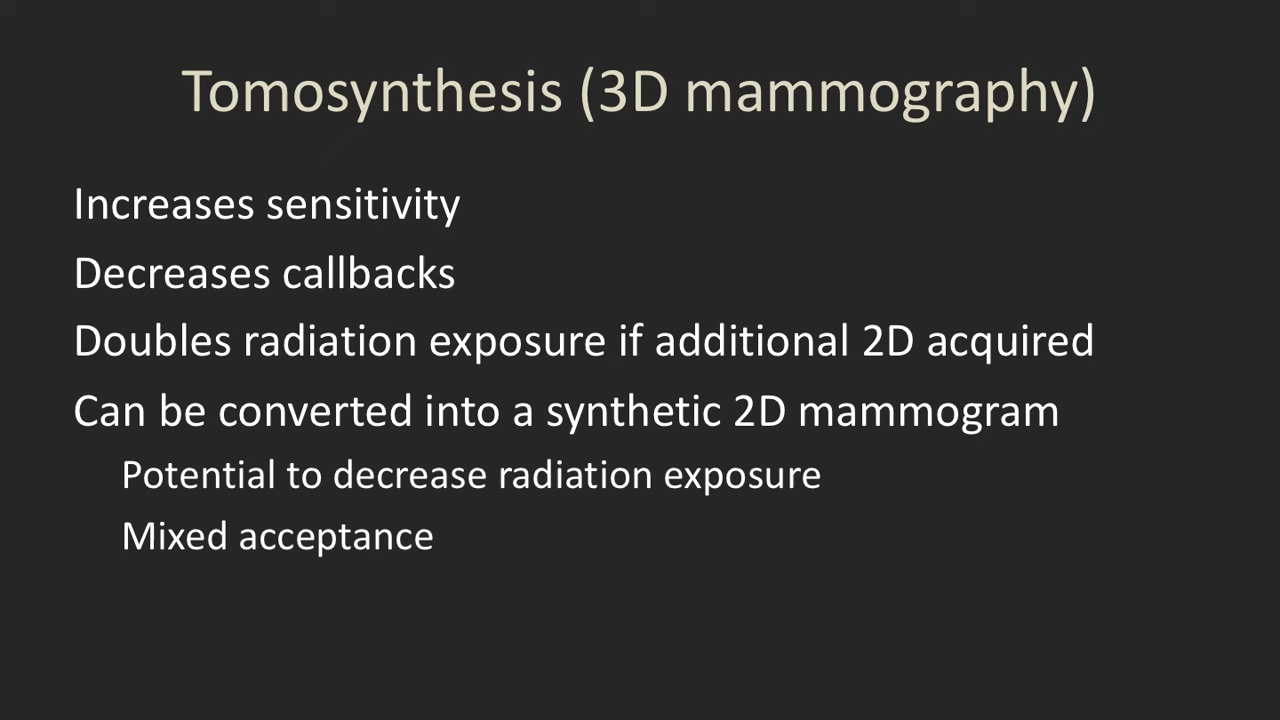 Tomosynthesis (3D mammography)
Increases sensitivity
Decreases callbacks
Doubles radiation exposure if additional 2D acquired
Can be converted into a synthetic 2D mammogram
Potential to decrease radiation exposure
Mixed acceptance